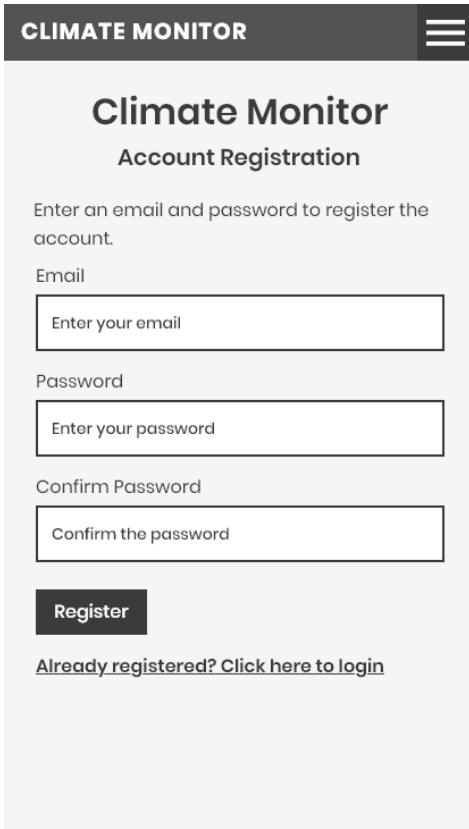 CLIMATE MONITOR
Climate Monitor
Account Registration
Enter an email and password to register the
account.
Email
Enter your email
Password
Enter your password
Confirm Password
Confirm the password
Register
Already registered? Click here to login